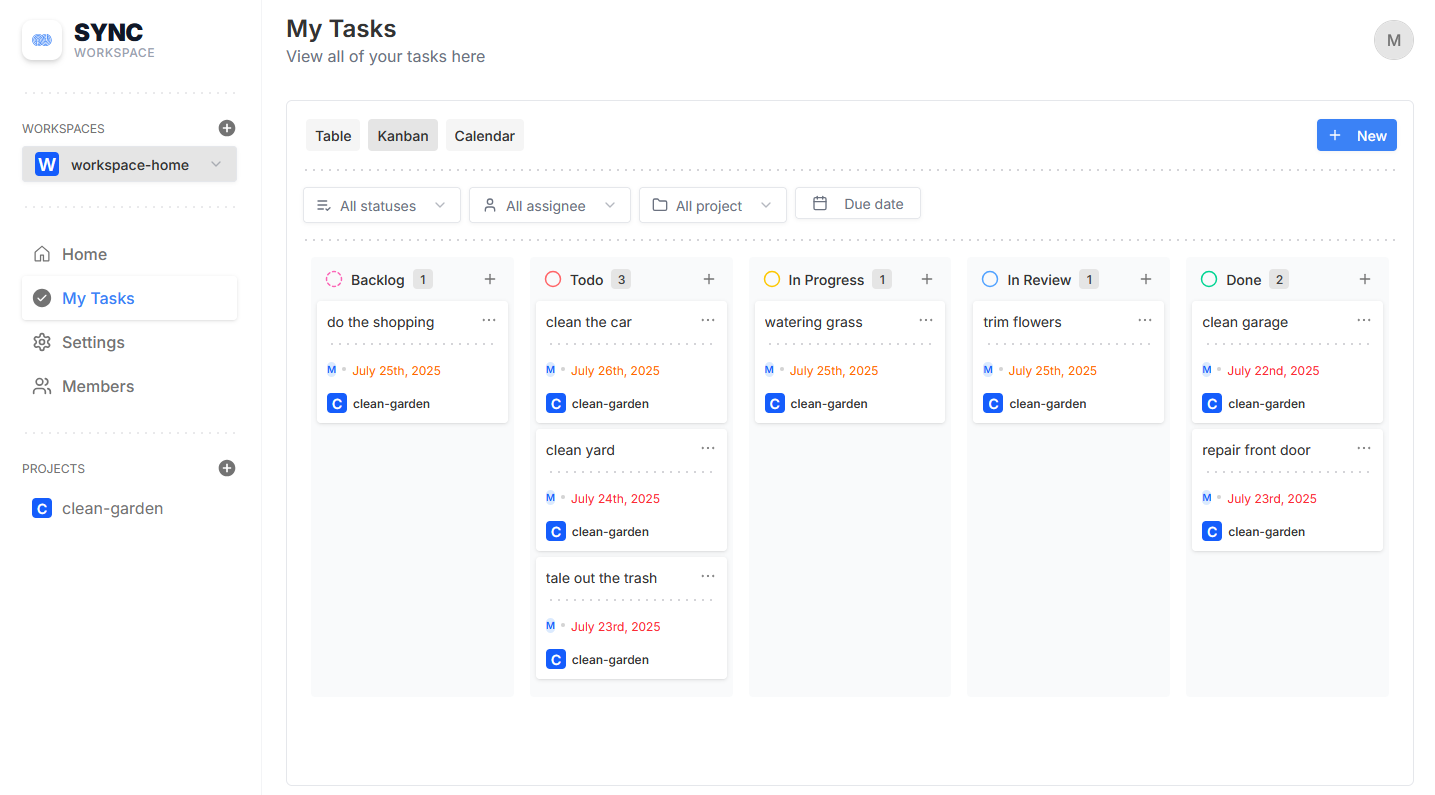 SYNC
WORKSPACE
WORKSPACES
W workspace-home
Home
My Tasks
Settings
Members
PROJECTS
C clean-garden
My Tasks
View all of your tasks here
M
Table Kanban Calendar
New
All statuses All assignee All project Due date
Backlog 1
do the shopping
M July 25th, 2025
C clean-garden
Todo 3
clean the car
M July 26th, 2025
C clean-garden
clean yard
M July 24th, 2025
C clean-garden
tale out the trash
M July 23rd, 2025
C clean-garden
In Progress 1
watering grass
M July 25th, 2025
C clean-garden
In Review 1
trim flowers
M July 25th, 2025
C clean-garden
Done 2
clean garage
M July 22nd, 2025
C clean-garden
repair front door
M July 23rd, 2025
C clean-garden